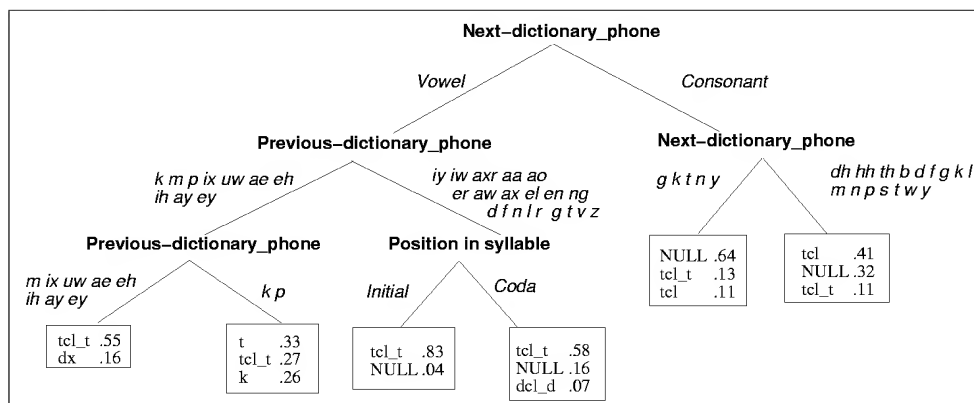 Next−dictionary_phone
Vowel
Consonant
Previous−dictionary_phone
Next−dictionary_phone
k m p ix uw ae eh
ih ay ey
iy iw axr aa ao
er aw ax el en ng
d f n l r g t v z
g k t n y
dh hh th b d f g k l
m n p s t w y
Previous−dictionary_phone
Position in syllable
m ix uw ae eh
ih ay ey
k p
Initial
Coda
NULL .64
tcl_t .13
tcl .11
tcl .41
NULL .32
tcl_t .11
tcl_t .55
dx .16
t .33
tcl_t .27
k .26
tcl_t .83
NULL .04
tcl_t .58
NULL .16
dcl_d .07